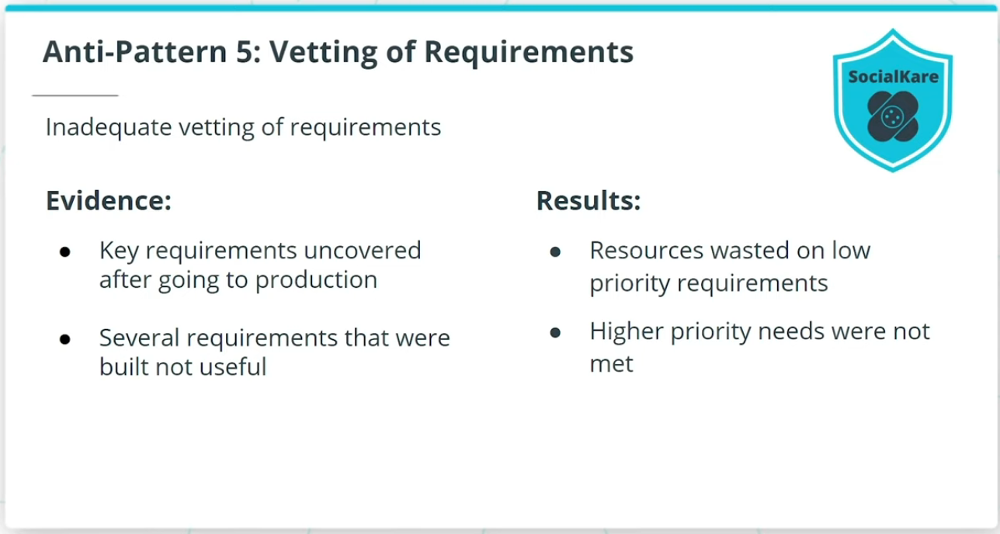 Anti-Pattern 5: Vetting of Requirements
SocialKare
Inadequate vetting of requirements
Evidence:
● Key requirements uncovered
after going to production
● Several requirements that were
built not useful
Results:
● Resources wasted on low
priority requirements
● Higher priority needs were not
met